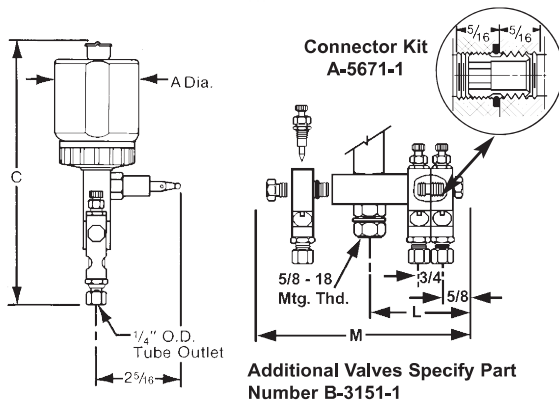 5/16 5/16
Connector Kit
A-5671-1
A Dia.
C
5/8 - 18
Mtg. Thd.
3/4
5/8
L
M
1/4" O.D.
Tube Outlet
2 5/16
Additional Valves Specify Part
Number B-3151-1